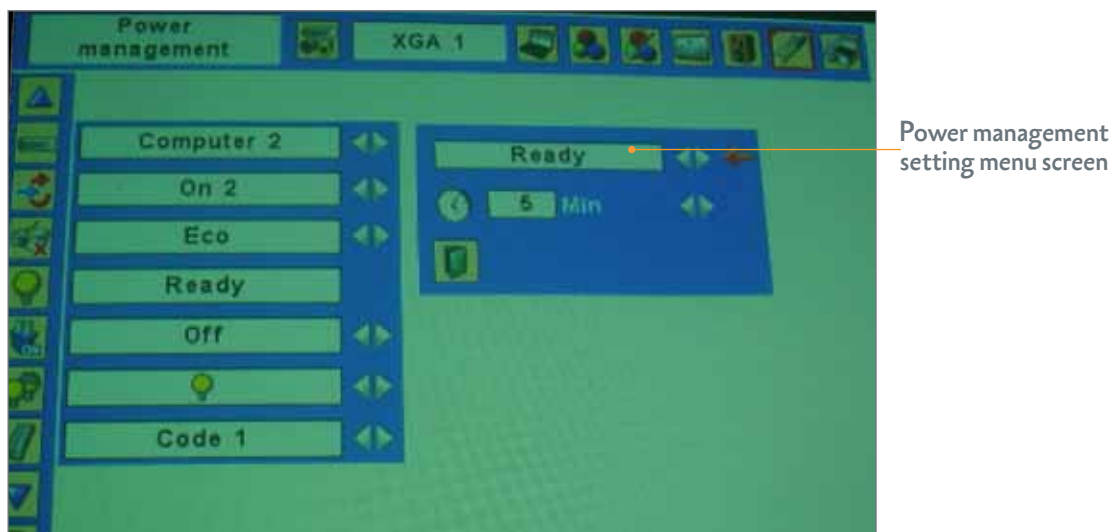 Power
management
XGA 1
Computer 2
On 2
Eco
Ready
Off
Code 1
Ready
5 Min
ON
Power management
setting menu screen